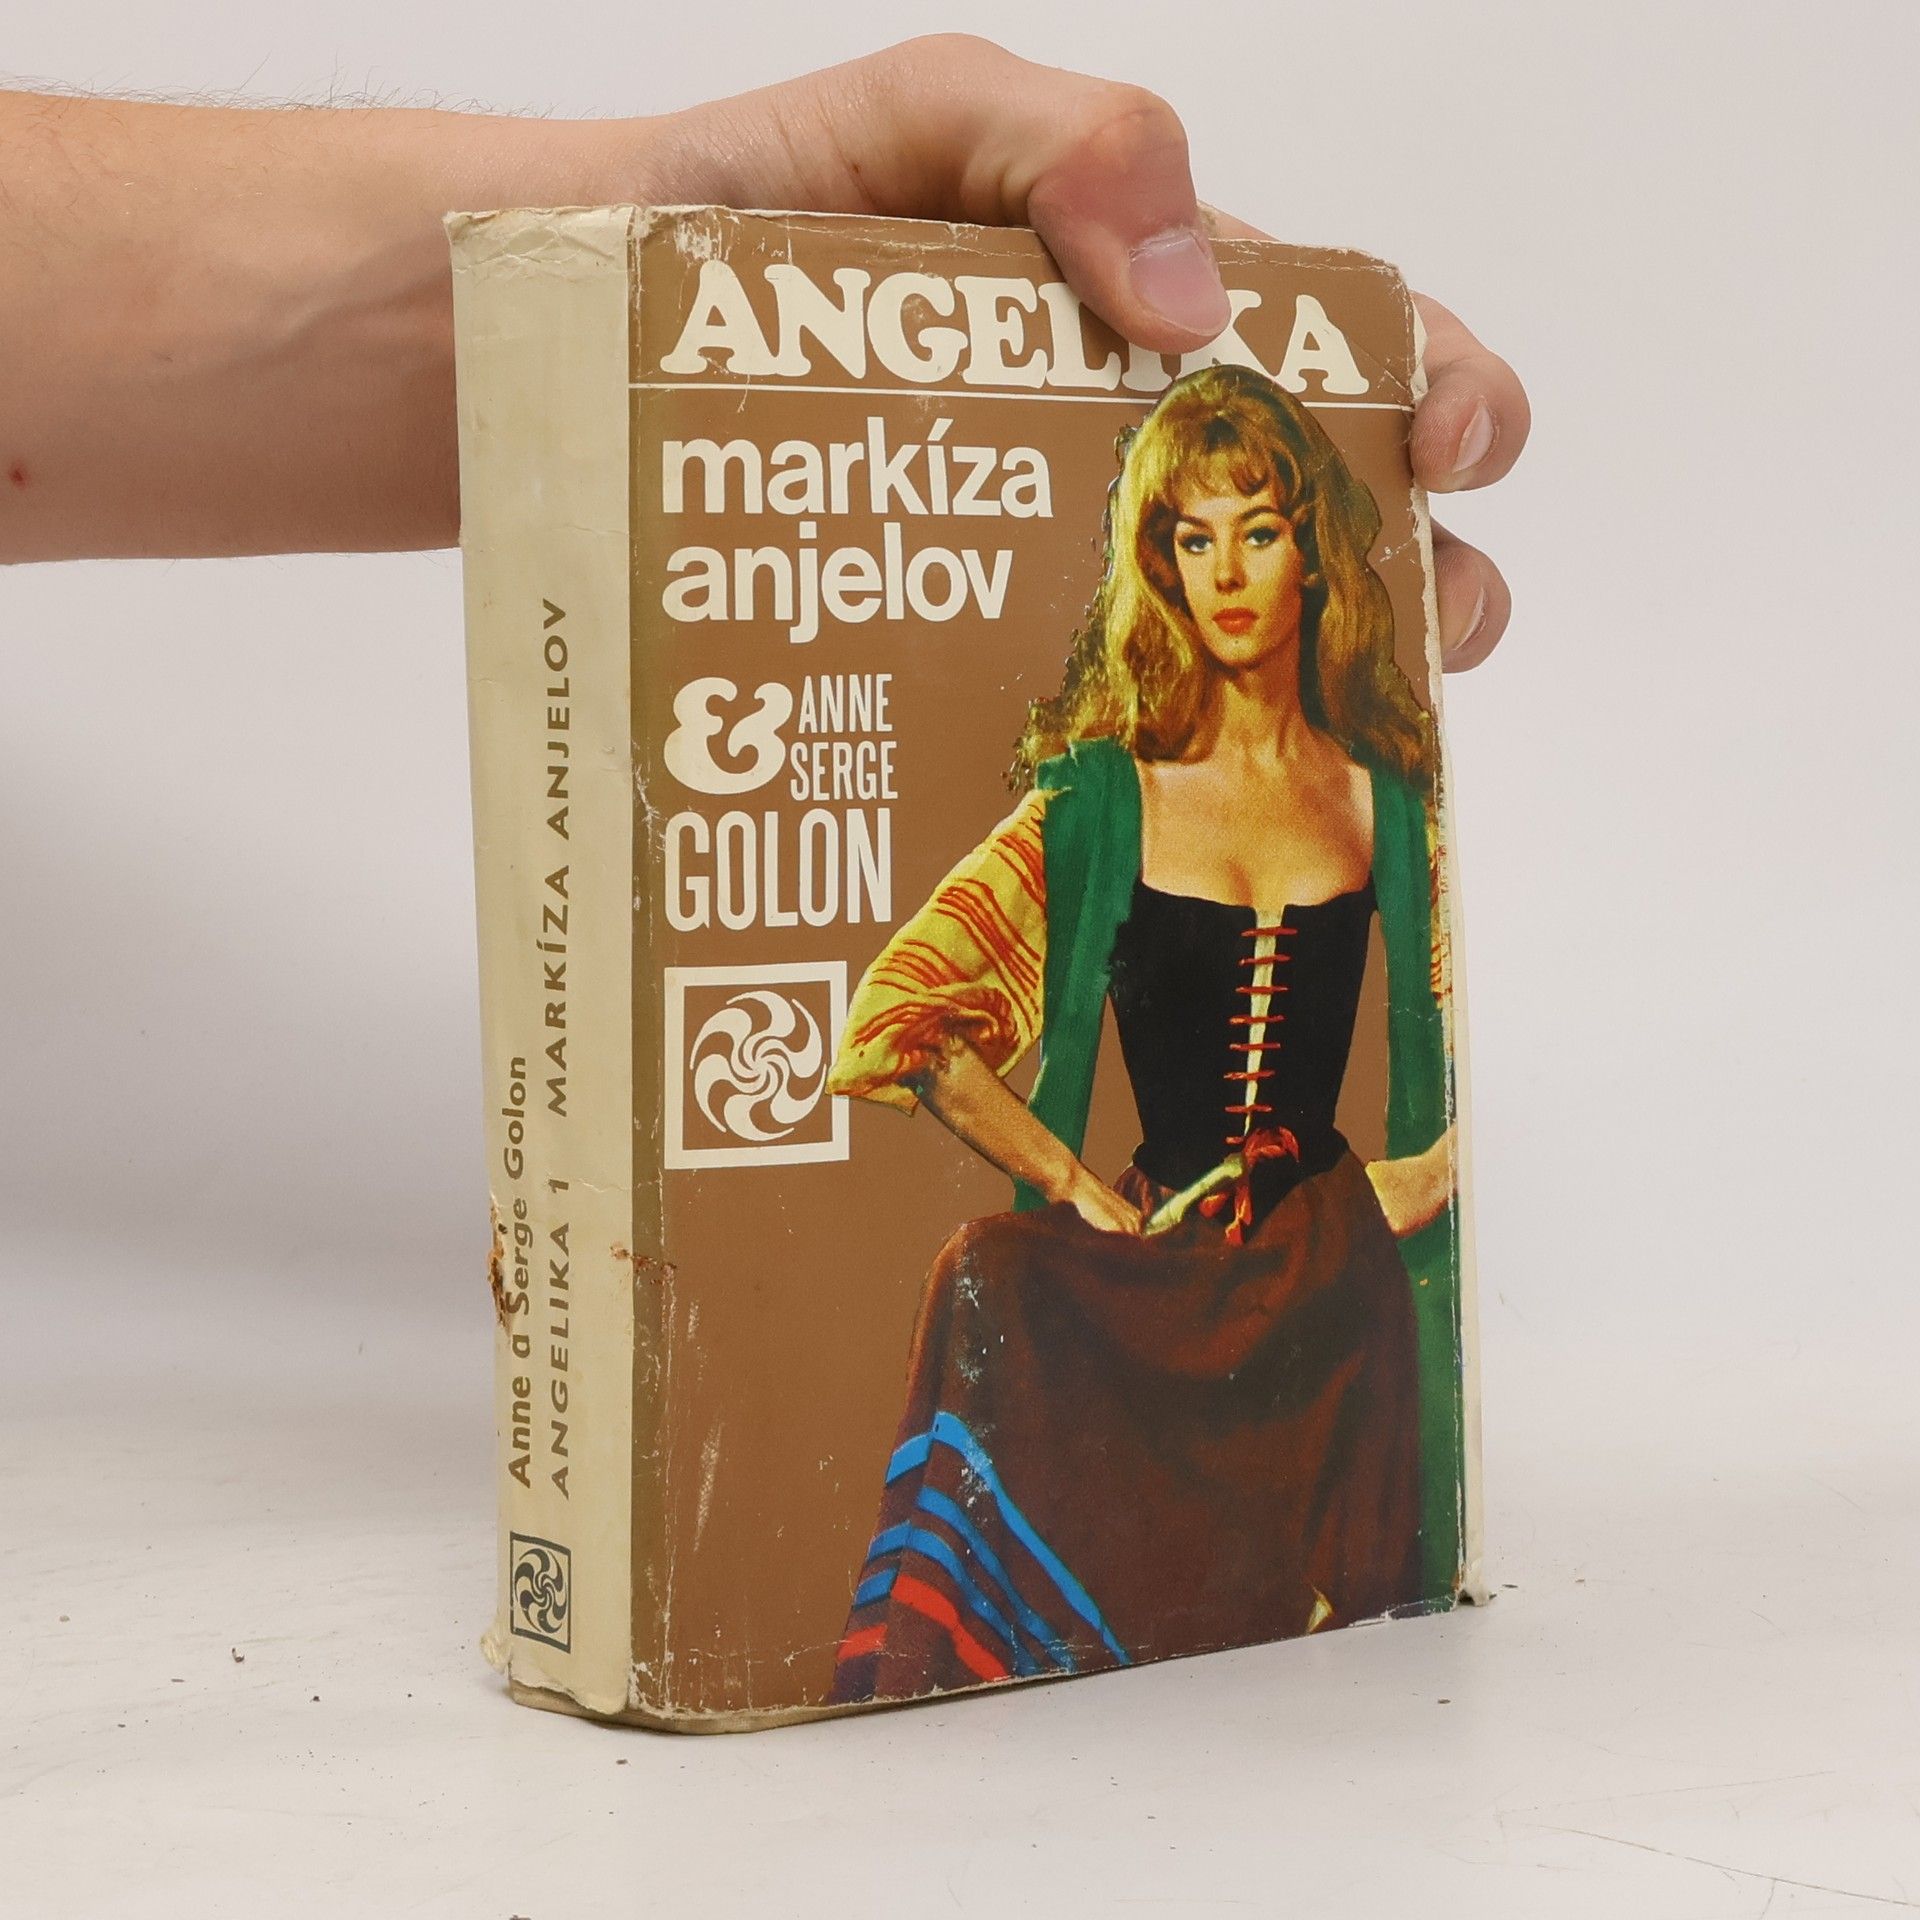 ANGELIKA
markíza
anjelov
& ANNE
SERGE
GOLON
Anne a Serge Golon
ANGELIKA 1 MARKÍZA ANJELOV